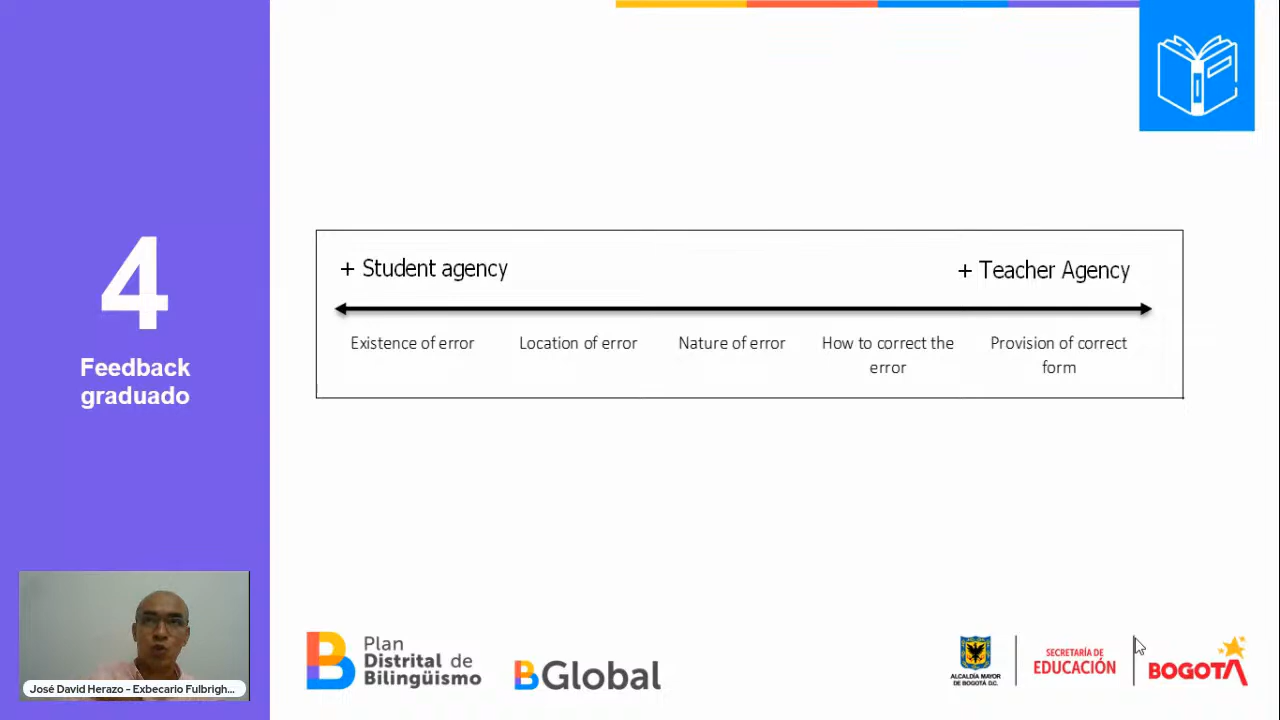 4
Feedback
graduado
+ Student agency
+ Teacher Agency
Existence of error
Location of error
Nature of error
How to correct the
error
Provision of correct
form
José David Herazo - Exbecario Fulbrigh...
Plan
Distrital de
Bilingüismo
B Global
ALCALDÍA MAYOR
DE BOGOTÁ D.C.
SECRETARÍA DE
EDUCACIÓN
BOGOTÁ